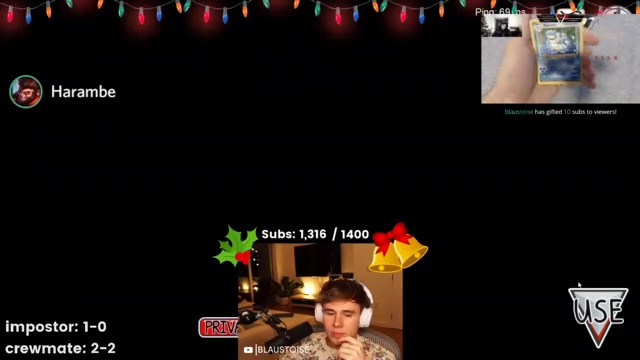 Ping: 69 ms
blaustoise has gifted 10 subs to viewers!
Harambe
Subs: 1,316 / 1400
USE
impostor: 1-0
crewmate: 2-2
PRIVA
BLAUSTOISE